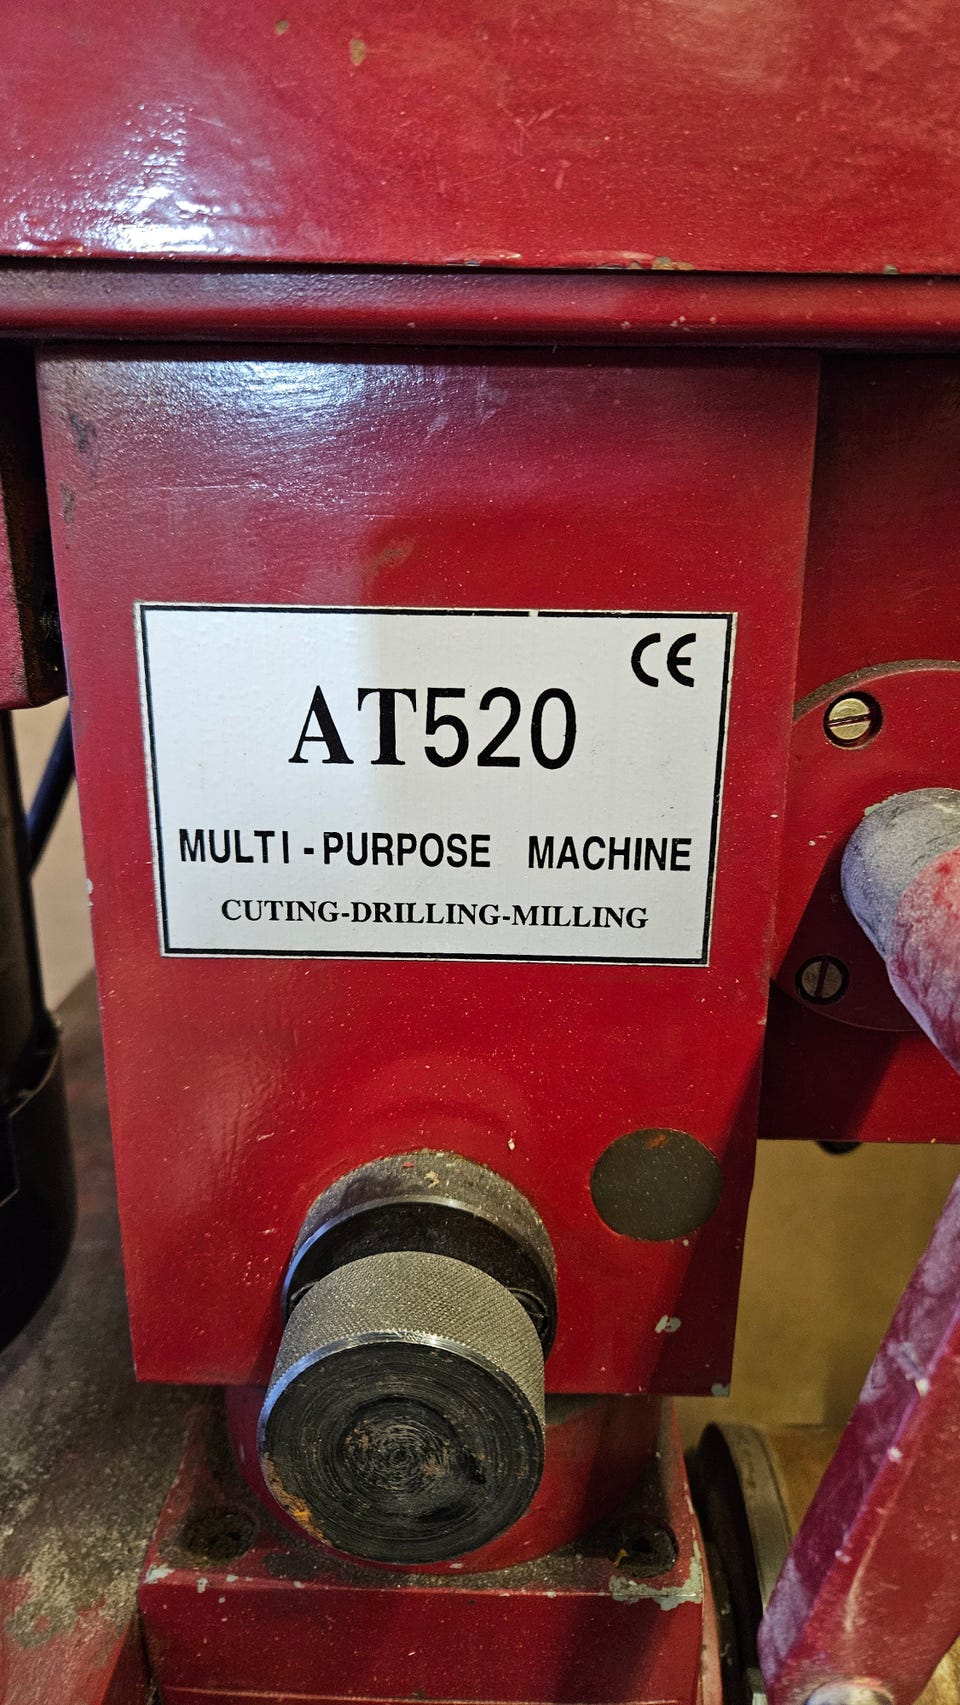 CE
AT520
MULTI-PURPOSE MACHINE
CUTING-DRILLING-MILLING